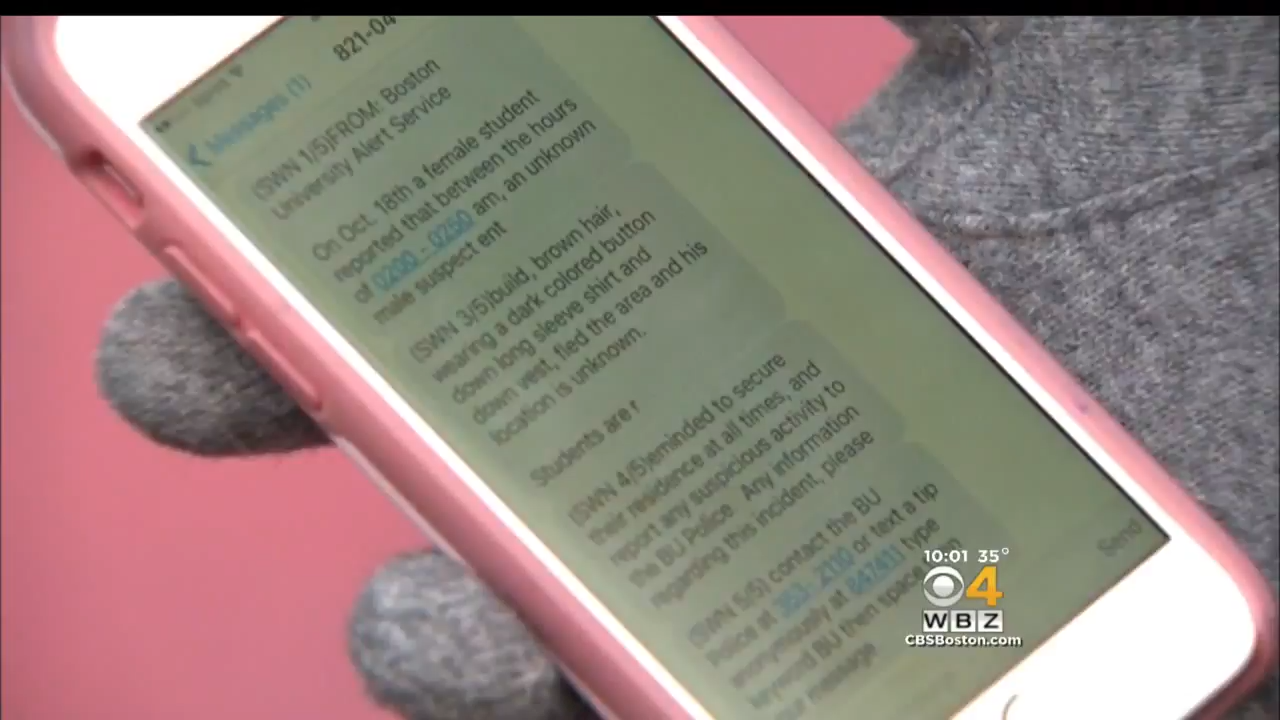 821-04
Messages (1)
(SWN 1/5)FROM: Boston
University Alert Service
On Oct. 18th a female student
reported that between the hours
of 0200 - 0250 am, an unknown
male suspect ent
(SWN 3/5)build, brown hair,
wearing a dark colored button
down long sleeve shirt and
down vest, fled the area and his
location is unknown.
Students are r
(SWN 4/5)eminded to secure
their residence at all times, and
report any suspicious activity to
the BU Police. Any information
regarding this incident, please
(SWN 5/5) contact the BU
Police at 353-2110 or text a tip
anonymously at 847411 type
keyword BU then space then
your message
Send
10:01 35°
4
WBZ
CBSBoston.com